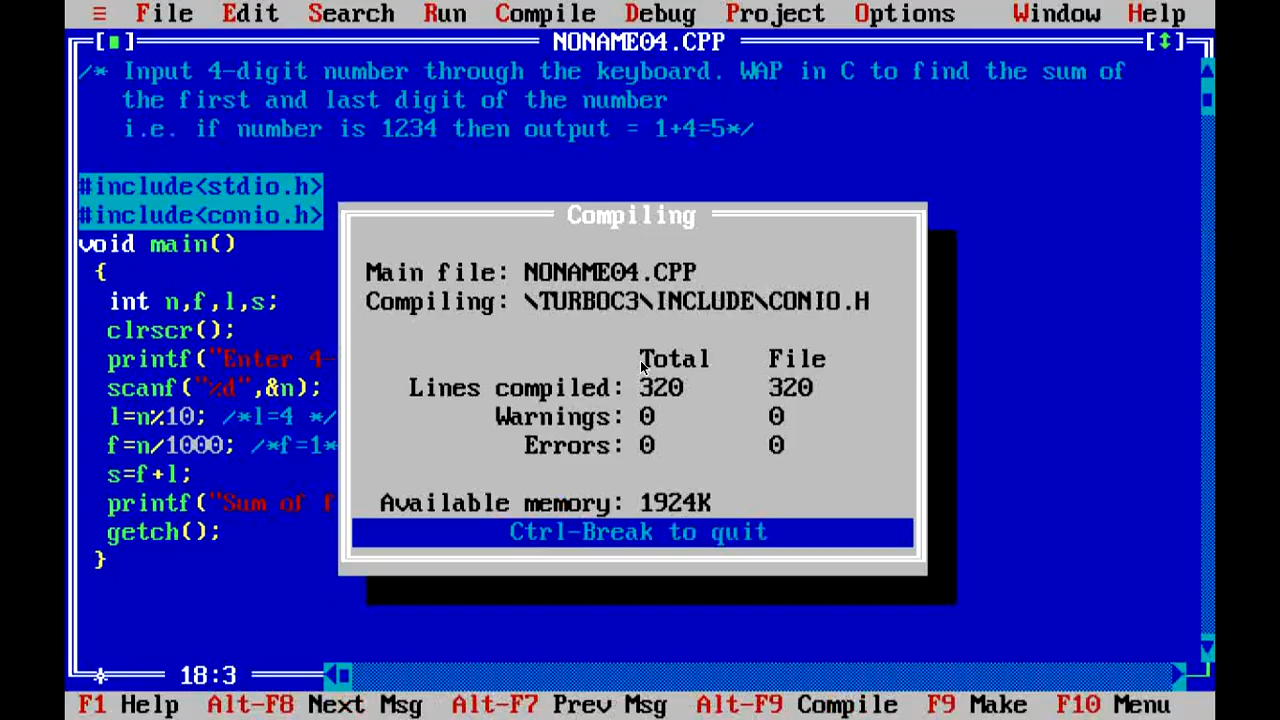 ≡ File Edit Search Run Compile Debug Project Options Window Help
[■] NONAME04.CPP [↕]
/* Input 4-digit number through the keyboard. WAP in C to find the sum of
the first and last digit of the number
i.e. if number is 1234 then output = 1+4=5*/
#include<stdio.h>
#include<conio.h>
void main()
{
int n,f,l,s;
clrscr();
printf("Enter 4-
scanf("%d",&n);
l=n%10; /*l=4 */
f=n/1000; /*f=1*
s=f+l;
printf("Sum of f
getch();
}
Compiling
Main file: NONAME04.CPP
Compiling: \TURBOC3\INCLUDE\CONIO.H
Total File
Lines compiled: 320 320
Warnings: 0 0
Errors: 0 0
Available memory: 1924K
Ctrl-Break to quit
18:3
F1 Help Alt-F8 Next Msg Alt-F7 Prev Msg Alt-F9 Compile F9 Make F10 Menu